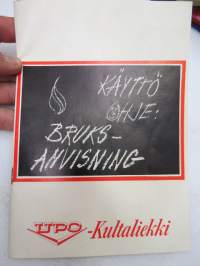 KÄYTTÖ
OHJE:
BRUKS-
ANVISNING
UPO-Kultaliekki